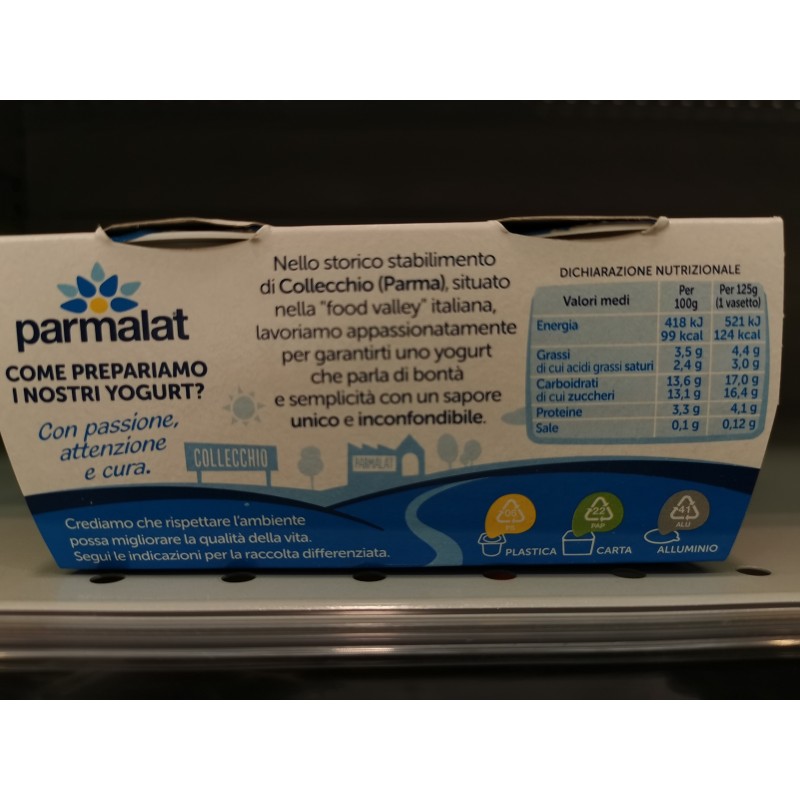 parmalat
COME PREPARIAMO
I NOSTRI YOGURT?
Con passione,
attenzione
e cura.
Nello storico stabilimento
di Collecchio (Parma), situato
nella "food valley" italiana,
lavoriamo appassionatamente
per garantirti uno yogurt
che parla di bontà
e semplicità con un sapore
unico e inconfondibile.
COLLECCHIO
PARMALAT
DICHIARAZIONE NUTRIZIONALE
Valori medi Per 100g Per 125g (1 vasetto)
Energia 418 kJ 521 kJ
99 kcal 124 kcal
Grassi 3,5 g 4,4 g
di cui acidi grassi saturi 2,4 g 3,0 g
Carboidrati 13,6 g 17,0 g
di cui zuccheri 13,1 g 16,4 g
Proteine 3,3 g 4,1 g
Sale 0,1 g 0,12 g
Crediamo che rispettare l'ambiente
possa migliorare la qualità della vita.
Segui le indicazioni per la raccolta differenziata.
06
PS
PLASTICA
22
PAP
CARTA
41
ALU
ALLUMINIO